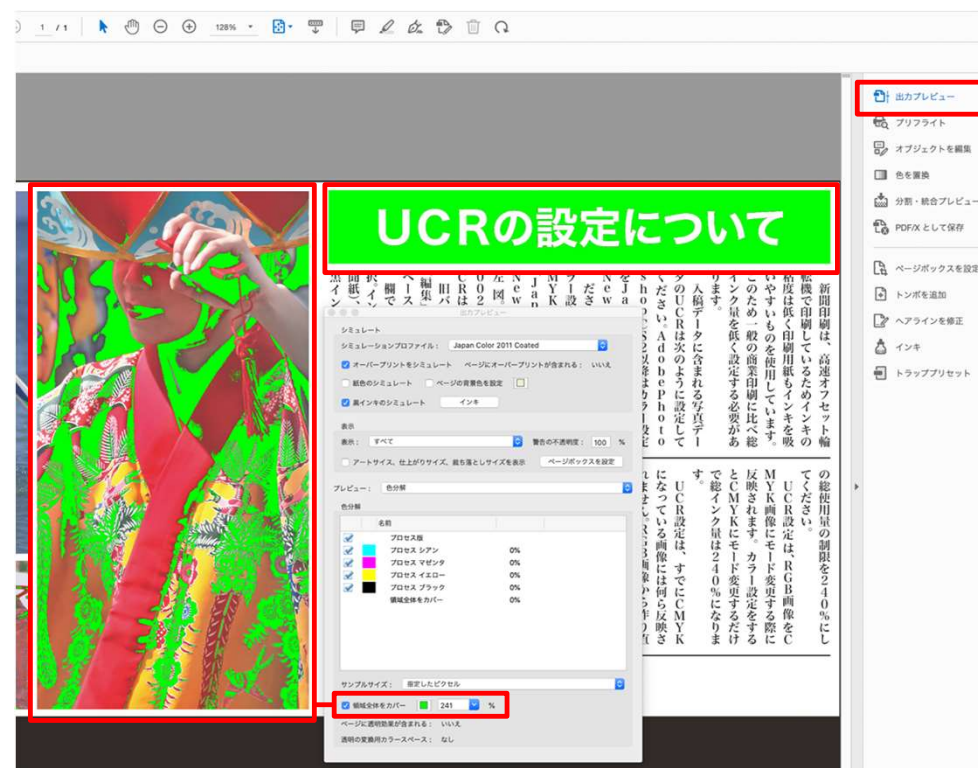 1 / 1
128%
出力プレビュー
プリフライト
オブジェクトを編集
色を置換
分割・統合プレビュー
PDF/X として保存
ページボックスを設定
トンボを追加
ヘアラインを修正
インキ
トラッププリセット
UCRの設定について
新聞印刷は、高速オフセット輪
転機で印刷しているためインキの
粘度は低く印刷用紙もインキを吸
いやすいものを使用しています。
このため一般の商業印刷に比べ総
インク量を低く設定する必要があ
ります。
入稿データに含まれる写真デー
タのUCRは次のように設定して
ください。AdobePhoto
出力プレビュー
シミュレート
シミュレーションプロファイル： Japan Color 2011 Coated
オーバープリントをシミュレート ページにオーバープリントが含まれる： いいえ
紙色のシミュレート ページの背景色を設定
黒インキのシミュレート インキ
表示
表示： すべて 警告の不透明度： 100 %
アートサイズ、仕上がりサイズ、裁ち落としサイズを表示 ページボックスを設定
プレビュー： 色分解
色分解
名前
プロセス版
プロセス シアン 0%
プロセス マゼンタ 0%
プロセス イエロー 0%
プロセス ブラック 0%
領域全体をカバー 0%
サンプルサイズ： 指定したピクセル
領域全体をカバー 241 %
ページに透明効果が含まれる： いいえ
透明の変換用カラースペース： なし
の総使用量の制限を240％にし
てください。
UCR設定は、RGB画像をC
MYK画像にモード変更する際に
反映されます。カラー設定をする
とCMYKにモード変更するだけ
で総インク量は240％になりま
す。
UCR設定は、すでにCMYK
になっている画像には何ら反映さ